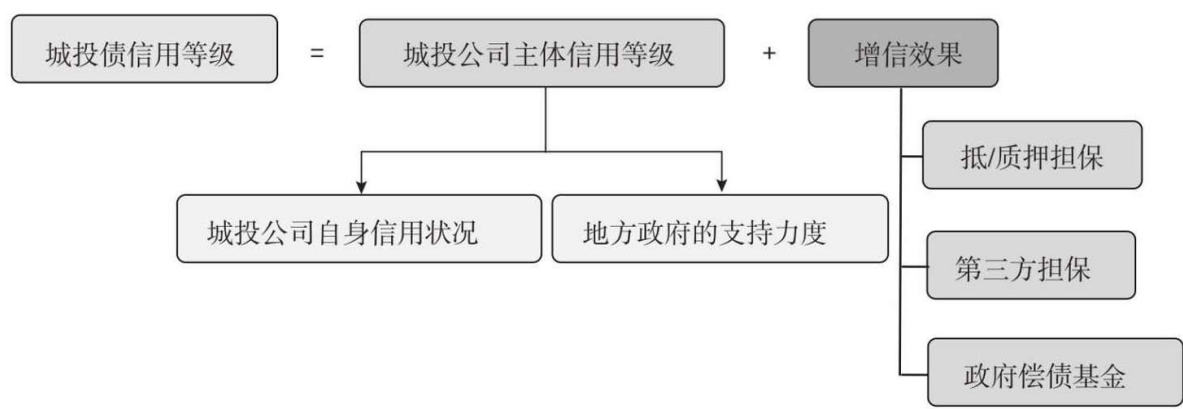 城投债信用等级 = 城投公司主体信用等级 + 增信效果
抵/质押担保
城投公司自身信用状况 地方政府的支持力度
第三方担保
政府偿债基金